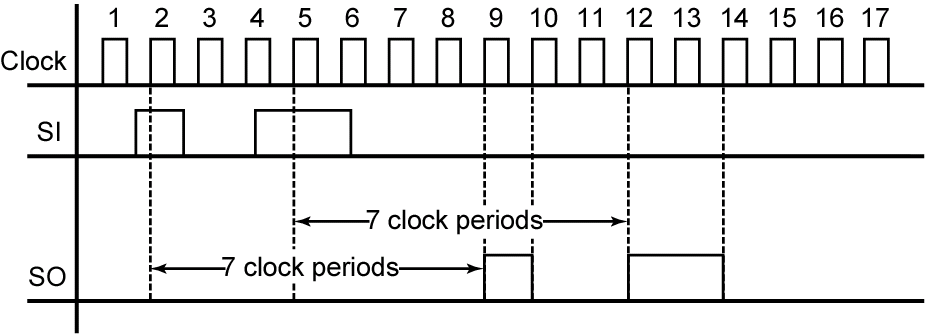 1 2 3 4 5 6 7 8 9 10 11 12 13 14 15 16 17
Clock
SI
7 clock periods
7 clock periods
SO